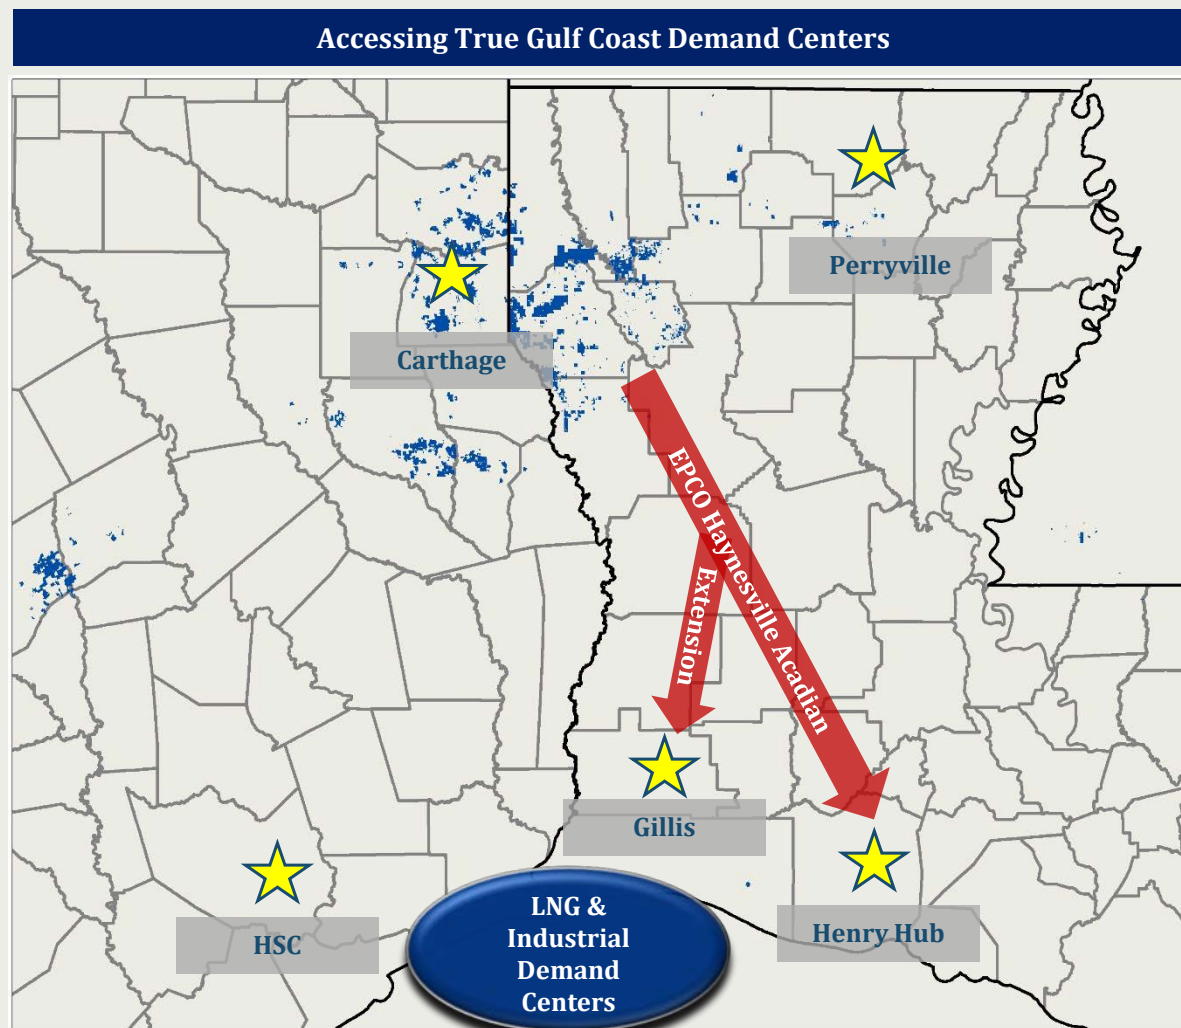 Accessing True Gulf Coast Demand Centers
Perryville
Carthage
EPCO Haynesville Acadian
Extension
Gillis
Henry Hub
HSC
LNG &
Industrial
Demand
Centers